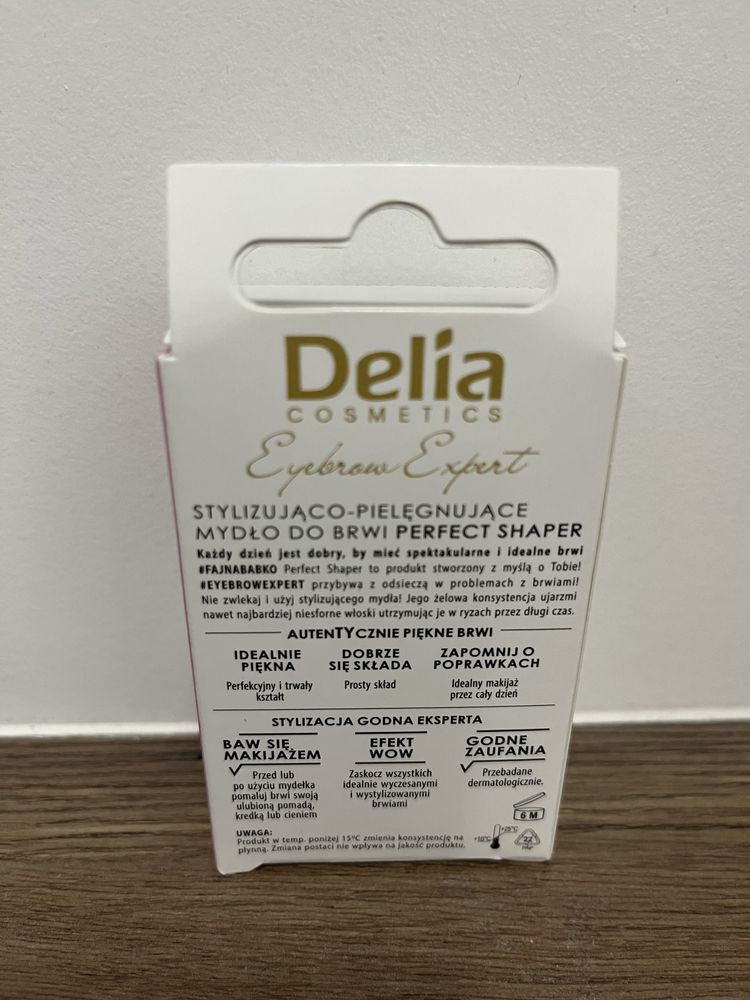 Delia
COSMETICS
Eyebrow Expert
STYLIZUJĄCO-PIELĘGNUJĄCE
MYDŁO DO BRWI PERFECT SHAPER
Każdy dzień jest dobry, by mieć spektakularne i idealne brwi
#FAJNABABKO Perfect Shaper to produkt stworzony z myślą o Tobie!
#EYEBROWEXPERT przybywa z odsieczą w problemach z brwiami!
Nie zwlekaj i użyj stylizującego mydła! Jego żelowa konsystencja ujarzmi
nawet najbardziej niesforne włoski utrzymując je w ryzach przez długi czas.
AUTENTYCZNIE PIĘKNE BRWI
IDEALNIE
PIĘKNA
Perfekcyjny i trwały
kształt
DOBRZE
SIĘ SKŁADA
Prosty skład
ZAPOMNIJ O
POPRAWKACH
Idealny makijaż
przez cały dzień
STYLIZACJA GODNA EKSPERTA
BAW SIĘ
MAKIJAŻEM
Przed lub
po użyciu mydełka
pomaluj brwi swoją
ulubioną pomadą,
kredką lub cieniem
EFEKT
WOW
Zaskocz wszystkich
idealnie wyczesanymi
i wystylizowanymi
brwiami
GODNE
ZAUFANIA
Przebadane
dermatologicznie.
6 M
UWAGA:
Produkt w temp. poniżej 15°C zmienia konsystencję na
płynną. Zmiana postaci nie wpływa na jakość produktu.
+25°C
+10°C
22
PAP